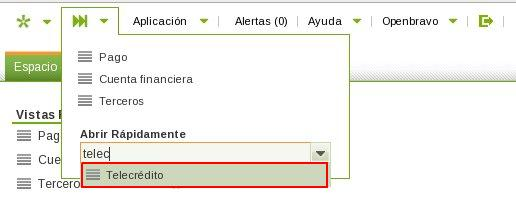 Aplicación Alertas (0) Ayuda Openbravo
Espacio
Pago
Cuenta financiera
Terceros
Vistas R
Abrir Rápidamente
Pag
telec
Cue
Telecrédito
Tercero